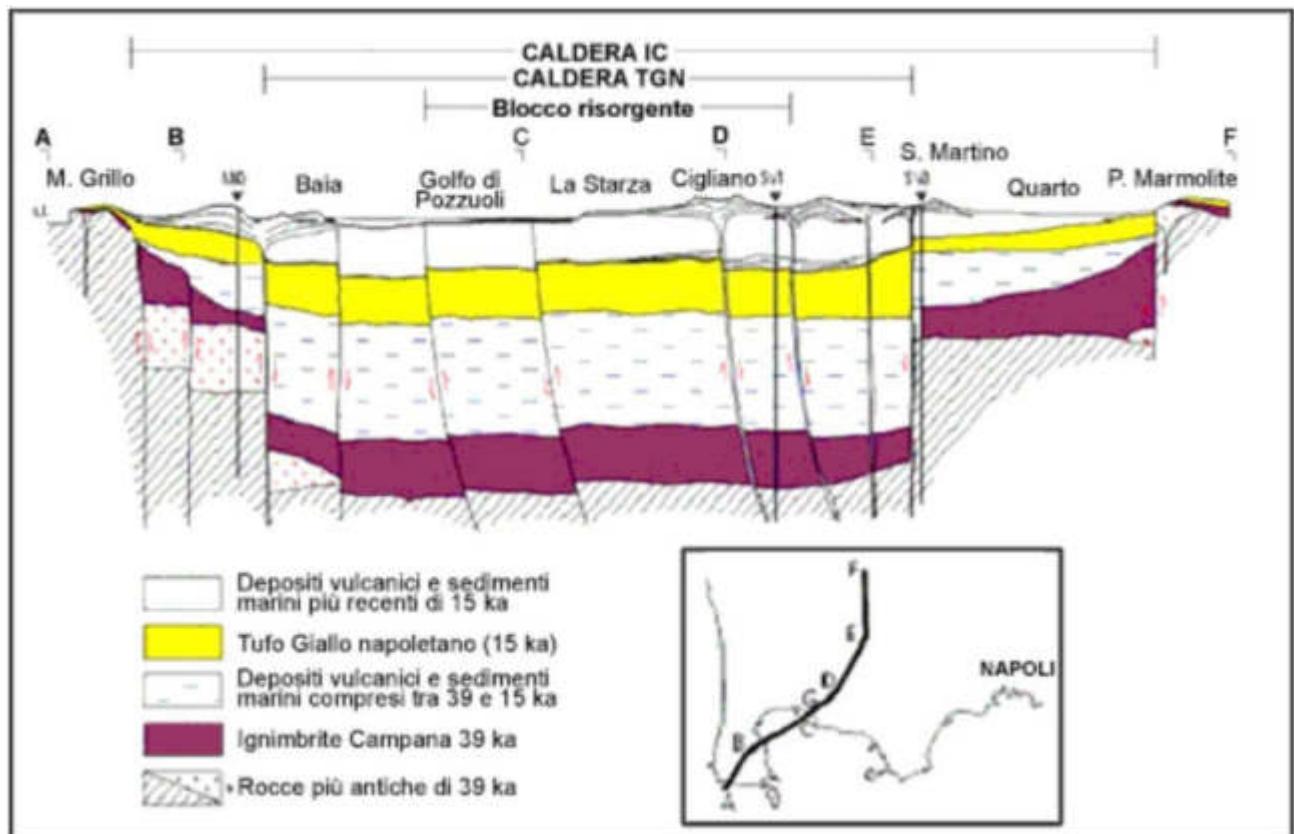 CALDERA IC
CALDERA TGN
Blocco risorgente
A B C D E F
M. Grillo Baia Golfo di Pozzuoli La Starza Cigliano S. Martino Quarto P. Marmolite
s.l.
Depositi vulcanici e sedimenti
marini più recenti di 15 ka
Tufo Giallo napoletano (15 ka)
Depositi vulcanici e sedimenti
marini compresi tra 39 e 15 ka
Ignimbrite Campana 39 ka
Rocce più antiche di 39 ka
F
E
D
C
B
A
NAPOLI